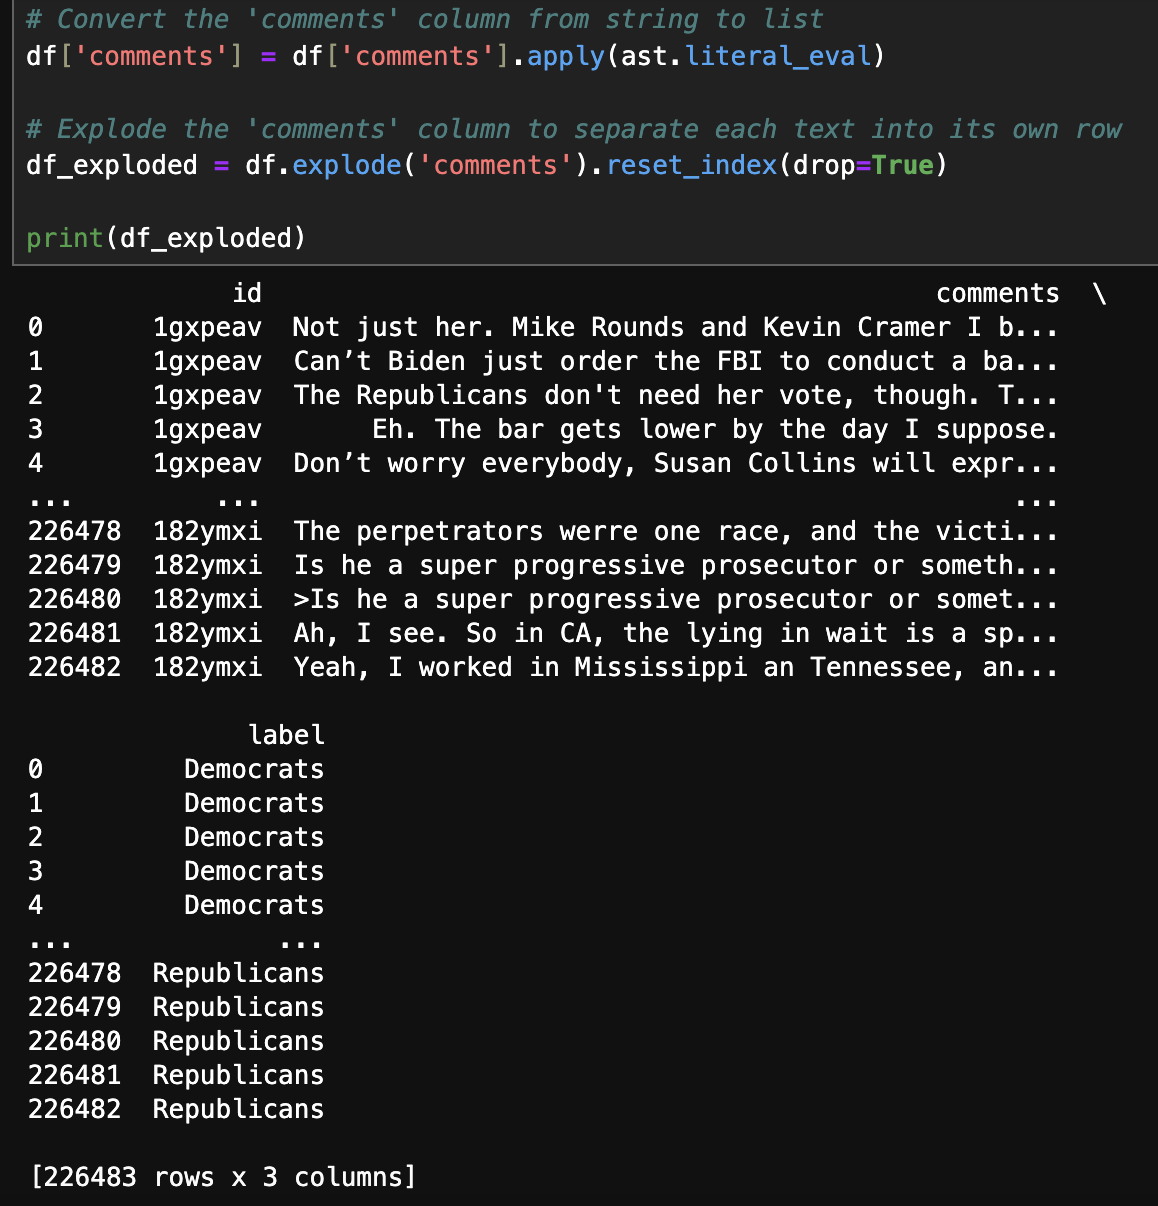 # Convert the 'comments' column from string to list
df['comments'] = df['comments'].apply(ast.literal_eval)
# Explode the 'comments' column to separate each text into its own row
df_exploded = df.explode('comments').reset_index(drop=True)
print(df_exploded)
id comments \
0 1gxpeav Not just her. Mike Rounds and Kevin Cramer I b...
1 1gxpeav Can’t Biden just order the FBI to conduct a ba...
2 1gxpeav The Republicans don't need her vote, though. T...
3 1gxpeav Eh. The bar gets lower by the day I suppose.
4 1gxpeav Don’t worry everybody, Susan Collins will expr...
... ... ...
226478 182ymxi The perpetrators werre one race, and the victi...
226479 182ymxi Is he a super progressive prosecutor or someth...
226480 182ymxi >Is he a super progressive prosecutor or somet...
226481 182ymxi Ah, I see. So in CA, the lying in wait is a sp...
226482 182ymxi Yeah, I worked in Mississippi an Tennessee, an...
label
0 Democrats
1 Democrats
2 Democrats
3 Democrats
4 Democrats
... ...
226478 Republicans
226479 Republicans
226480 Republicans
226481 Republicans
226482 Republicans
[226483 rows x 3 columns]